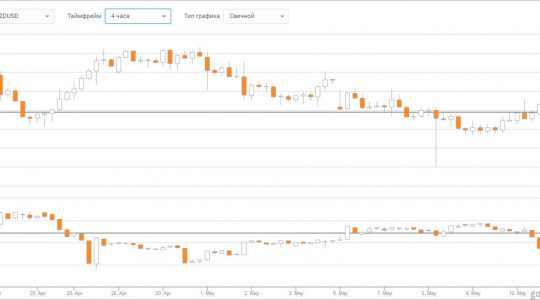 ZDUSD Таймфрейм 4 часа Тип графика Свечной
25. Apr 26. Apr 29. Apr 30. Apr 1. May 2. May 3. May 6. May 7. May 8. May 9. May 10. May